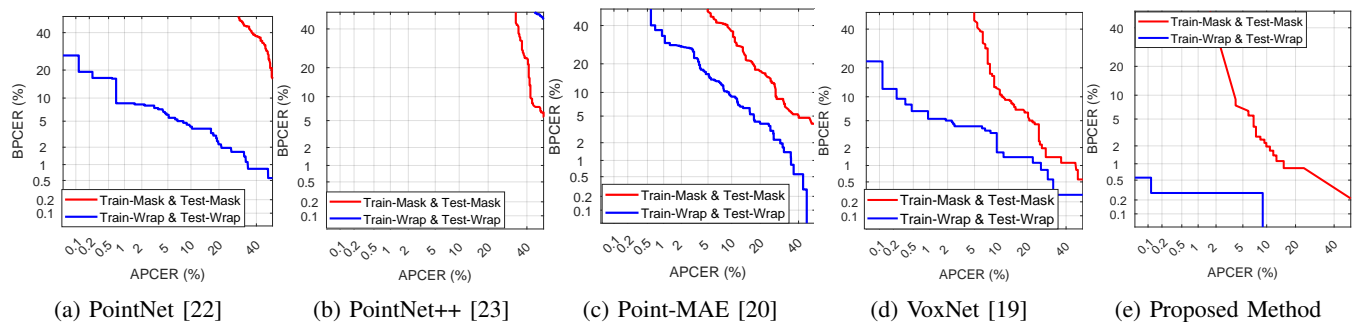 40
20
10
5
2
1
0.5
0.2
0.1
BPCER (%)
0.1 0.2 0.5 1 2 5 10 20 40
APCER (%)
Train-Mask & Test-Mask
Train-Wrap & Test-Wrap
(a) PointNet [22]
40
20
10
5
2
1
0.5
0.2
0.1
BPCER (%)
0.1 0.2 0.5 1 2 5 10 20 40
APCER (%)
Train-Mask & Test-Mask
Train-Wrap & Test-Wrap
(b) PointNet++ [23]
40
20
10
5
2
1
0.5
0.2
0.1
BPCER (%)
0.1 0.2 0.5 1 2 5 10 20 40
APCER (%)
Train-Mask & Test-Mask
Train-Wrap & Test-Wrap
(c) Point-MAE [20]
40
20
10
5
2
1
0.5
0.2
0.1
BPCER (%)
0.1 0.2 0.5 1 2 5 10 20 40
APCER (%)
Train-Mask & Test-Mask
Train-Wrap & Test-Wrap
(d) VoxNet [19]
40
20
10
5
2
1
0.5
0.2
0.1
BPCER (%)
0.1 0.2 0.5 1 2 5 10 20 40
APCER (%)
Train-Mask & Test-Mask
Train-Wrap & Test-Wrap
(e) Proposed Method